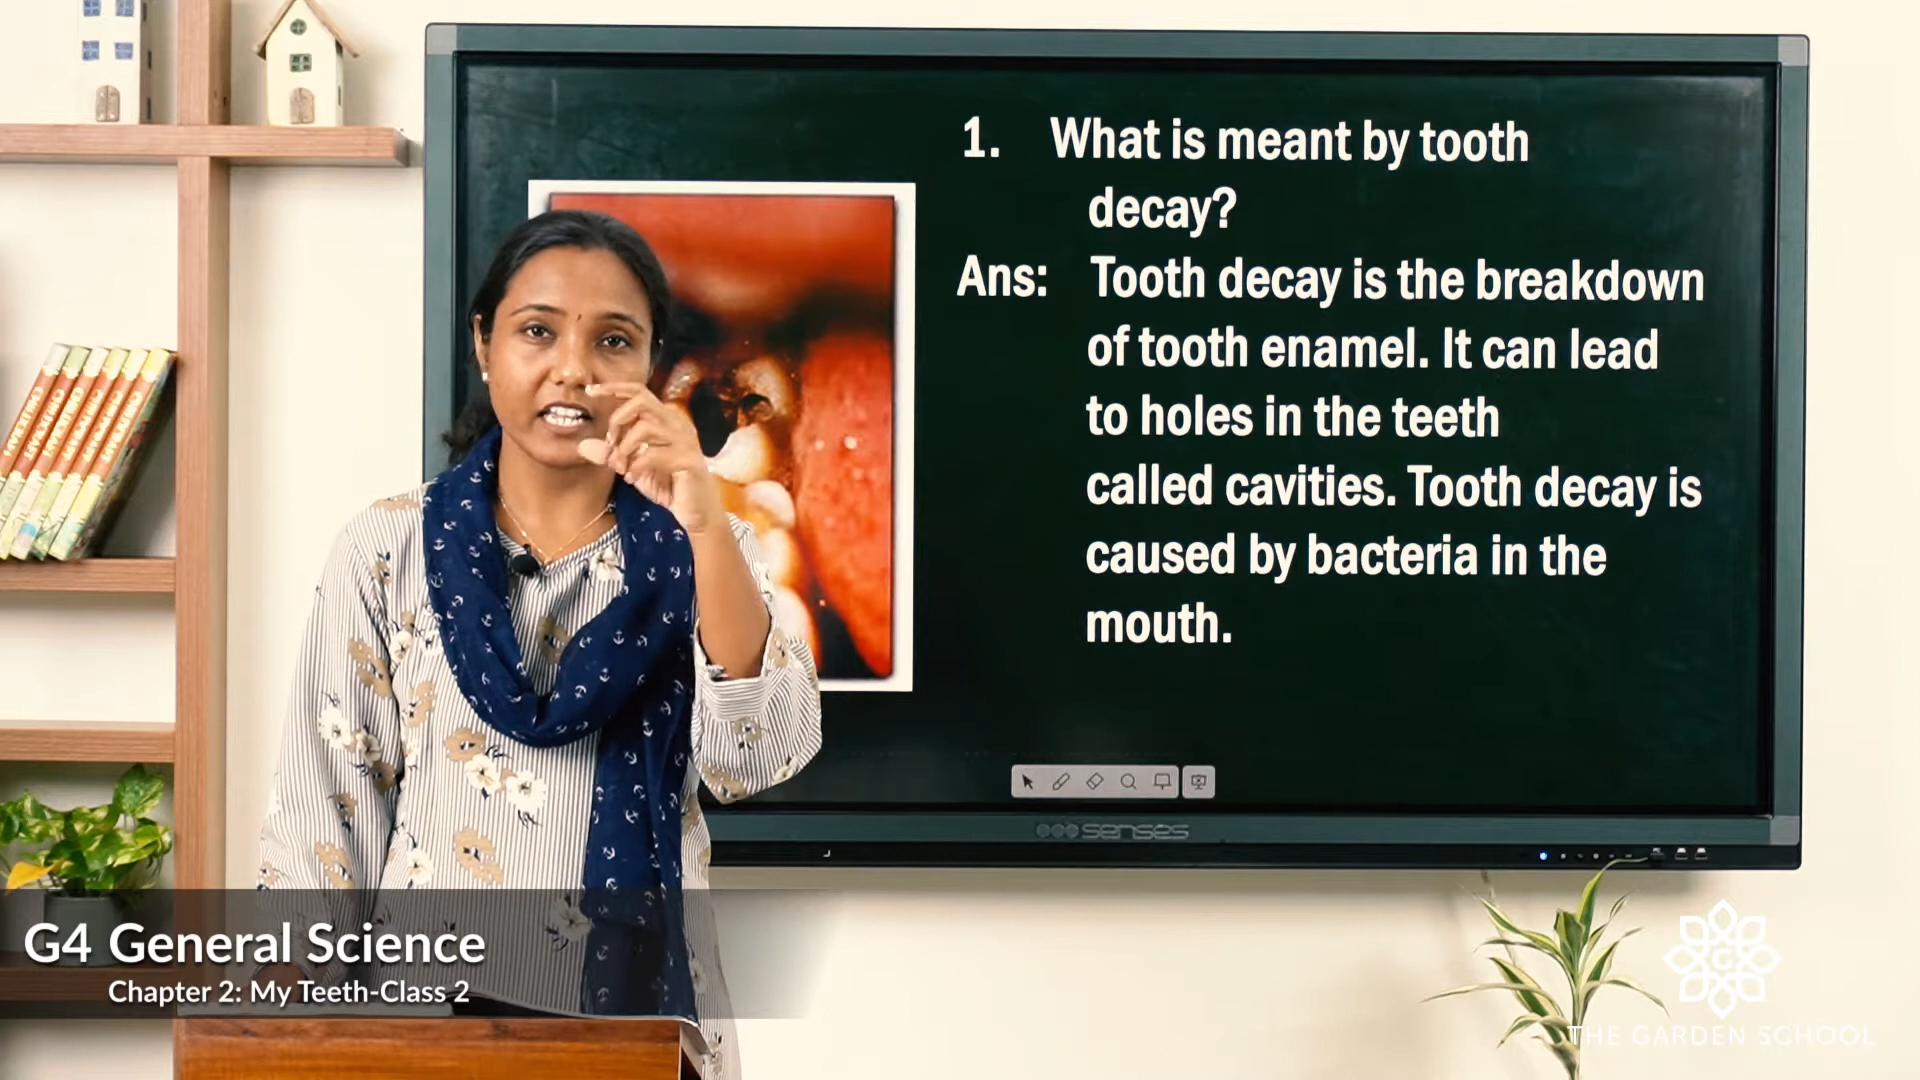 1. What is meant by tooth
decay?
Ans: Tooth decay is the breakdown
of tooth enamel. It can lead
to holes in the teeth
called cavities. Tooth decay is
caused by bacteria in the
mouth.
senses
G4 General Science
Chapter 2: My Teeth-Class 2
G
THE GARDEN SCHOOL